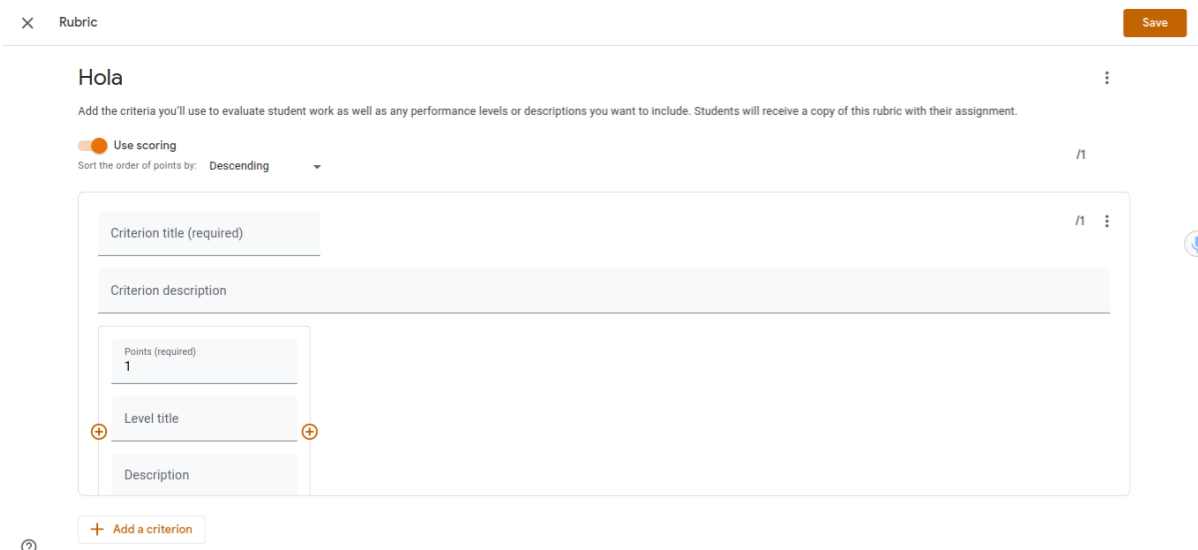 Rubric
Save
Hola
Add the criteria you'll use to evaluate student work as well as any performance levels or descriptions you want to include. Students will receive a copy of this rubric with their assignment.
Use scoring
Sort the order of points by: Descending
/1
Criterion title (required)
/1
Criterion description
Points (required)
1
Level title
Description
Add a criterion